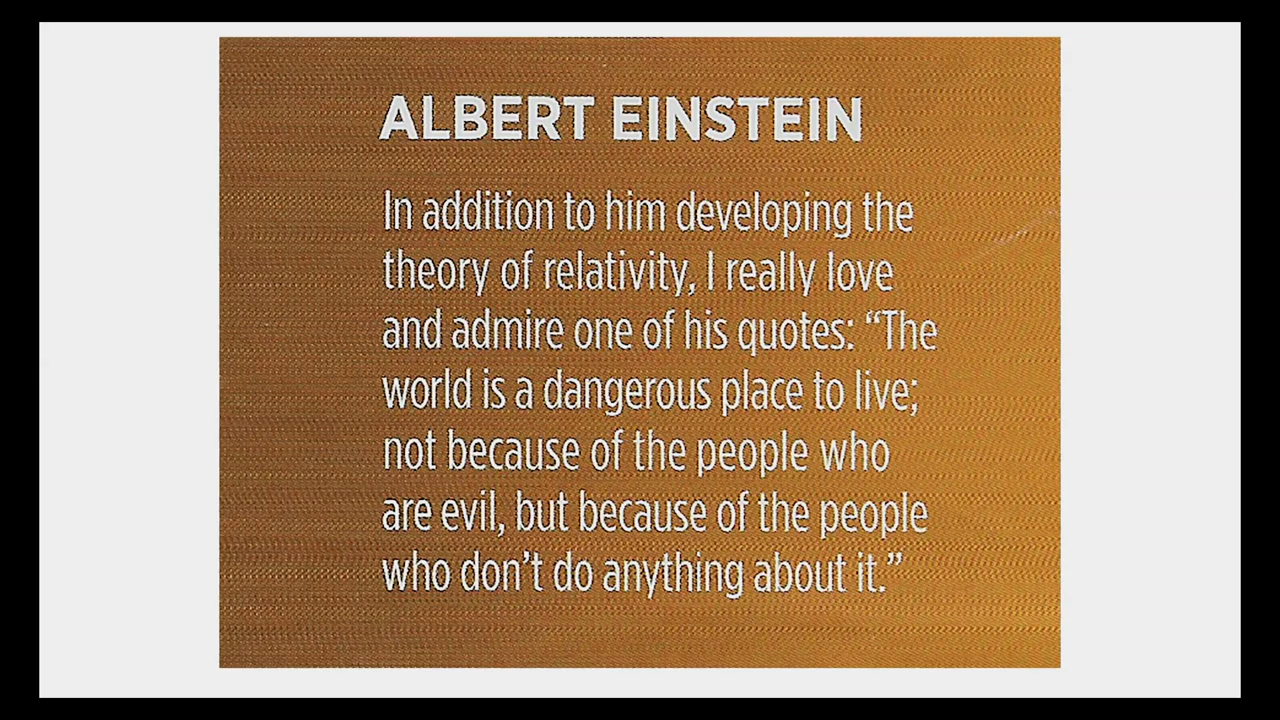 ALBERT EINSTEIN
In addition to him developing the
theory of relativity, I really love
and admire one of his quotes: “The
world is a dangerous place to live;
not because of the people who
are evil, but because of the people
who don’t do anything about it.”